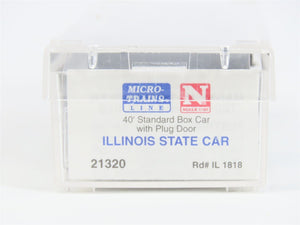 MICRO-
TRAINS
LINE
N
40' Standard Box Car
with Plug Door
ILLINOIS STATE CAR
21320 Rd# IL 1818